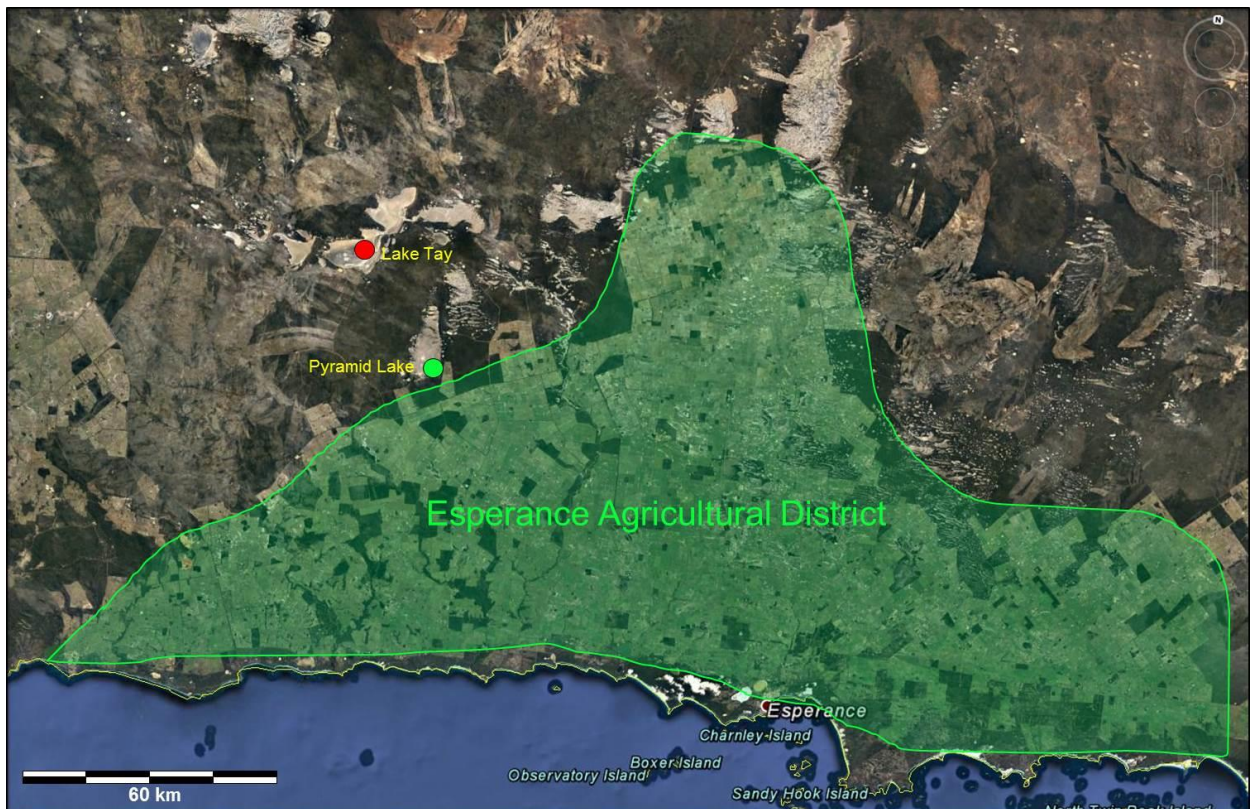 N
Lake Tay
Pyramid Lake
Esperance Agricultural District
Esperance
Charnley Island
Boxer Island
Observatory Island
Sandy Hook Island
60 km